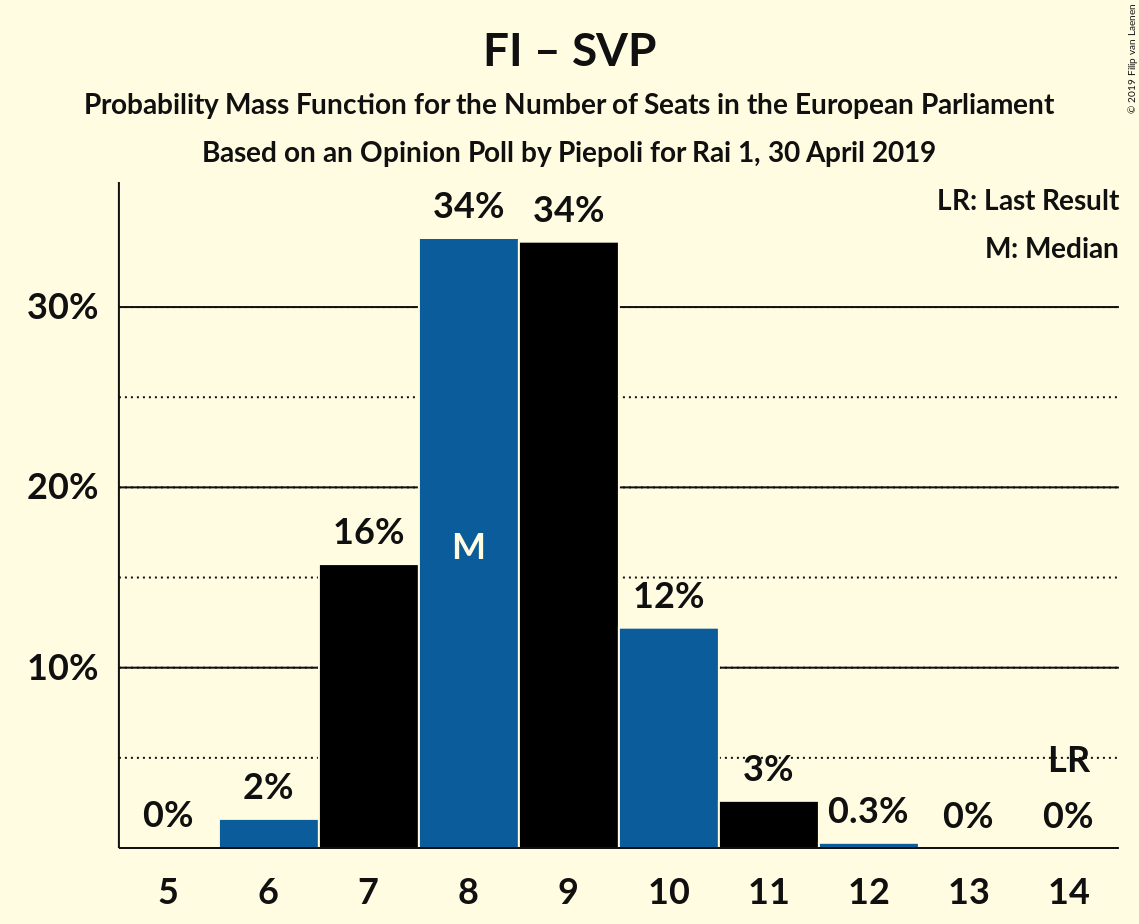 FI – SVP
Probability Mass Function for the Number of Seats in the European Parliament
Based on an Opinion Poll by Piepoli for Rai 1, 30 April 2019
© 2019 Filip van Laenen
LR: Last Result
M: Median
34% 34%
30%
20%
16%
M
12%
10%
LR
3%
2%
0.3%
0% 0% 0%
5 6 7 8 9 10 11 12 13 14